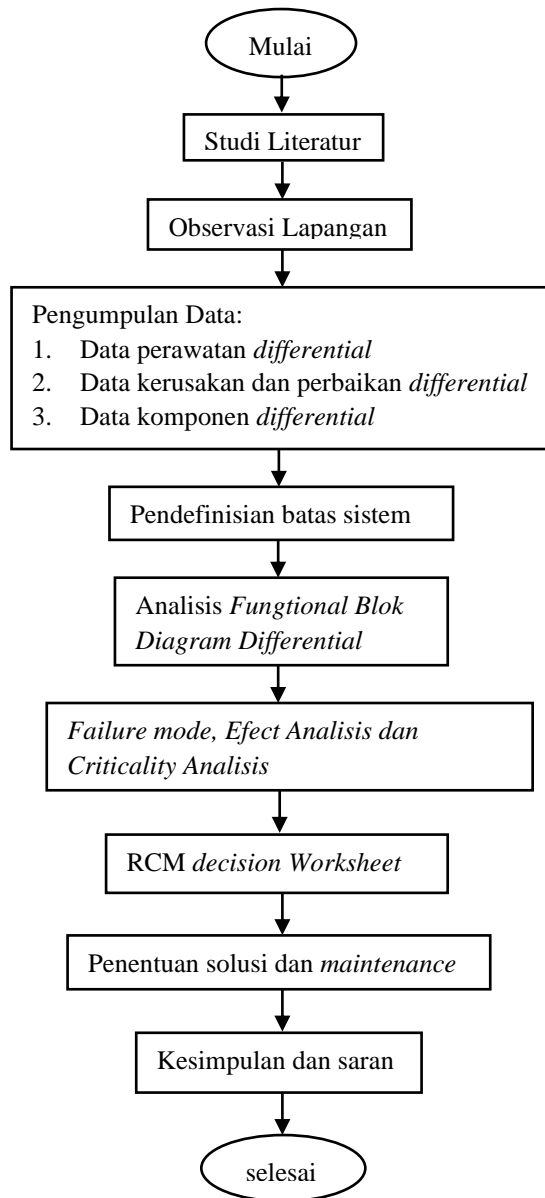 Mulai
Studi Literatur
Observasi Lapangan
Pengumpulan Data:
1. Data perawatan differential
2. Data kerusakan dan perbaikan differential
3. Data komponen differential
Pendefinisian batas sistem
Analisis Fungtional Blok
Diagram Differential
Failure mode, Efect Analisis dan
Criticality Analisis
RCM decision Worksheet
Penentuan solusi dan maintenance
Kesimpulan dan saran
selesai